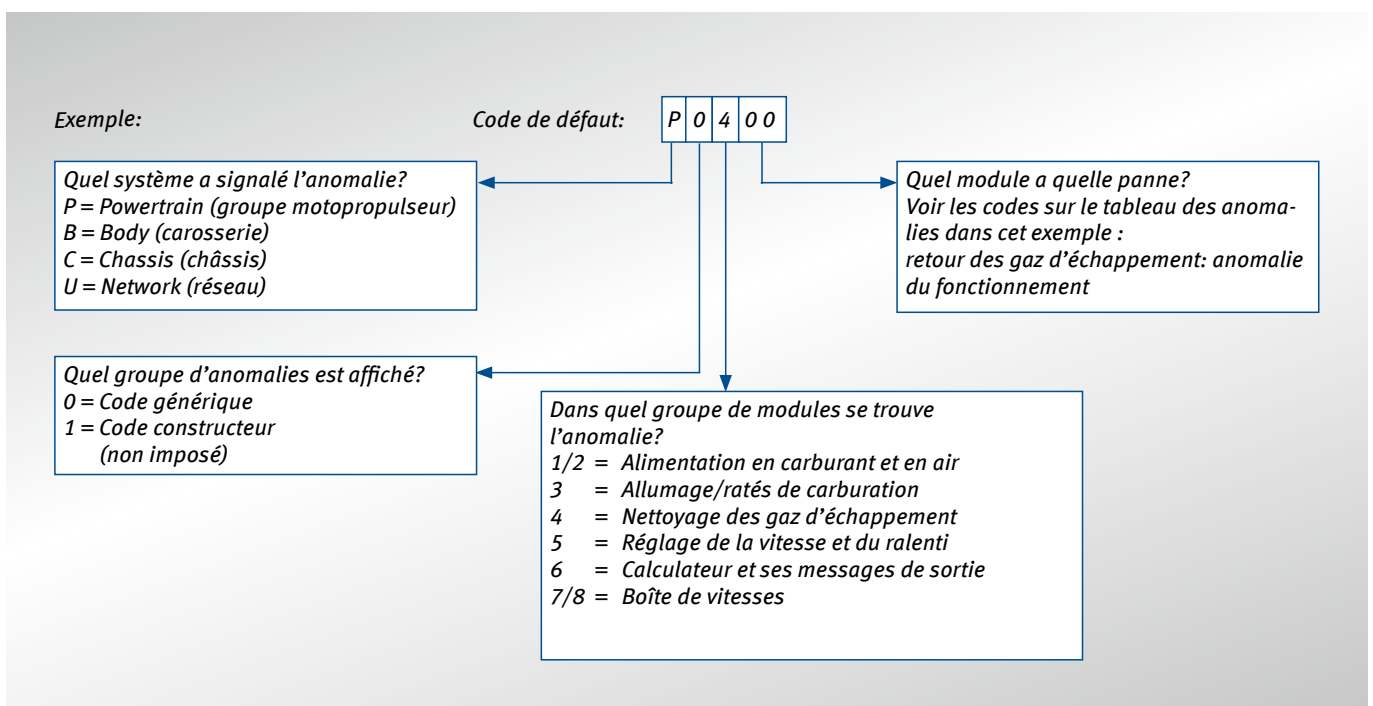 Exemple:
Code de défaut:
P 0 4 0 0
Quel système a signalé l'anomalie?
P = Powertrain (groupe motopropulseur)
B = Body (carosserie)
C = Chassis (châssis)
U = Network (réseau)
Quel module a quelle panne?
Voir les codes sur le tableau des anoma-
lies dans cet exemple :
retour des gaz d'échappement: anomalie
du fonctionnement
Quel groupe d'anomalies est affiché?
0 = Code générique
1 = Code constructeur
(non imposé)
Dans quel groupe de modules se trouve
l'anomalie?
1/2 = Alimentation en carburant et en air
3 = Allumage/ratés de carburation
4 = Nettoyage des gaz d'échappement
5 = Réglage de la vitesse et du ralenti
6 = Calculateur et ses messages de sortie
7/8 = Boîte de vitesses